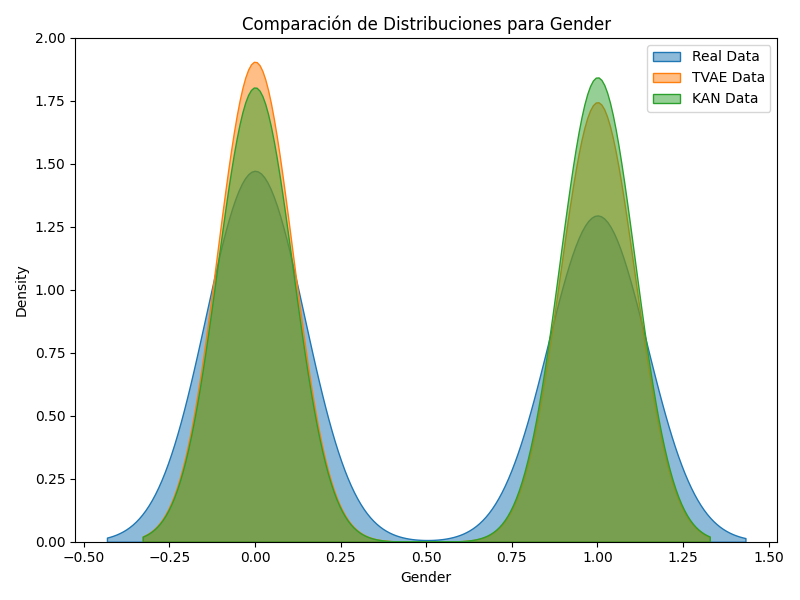 Comparación de Distribuciones para Gender
Real Data
TVAE Data
KAN Data
2.00
1.75
1.50
1.25
1.00
0.75
0.50
0.25
0.00
Density
−0.50 −0.25 0.00 0.25 0.50 0.75 1.00 1.25 1.50
Gender